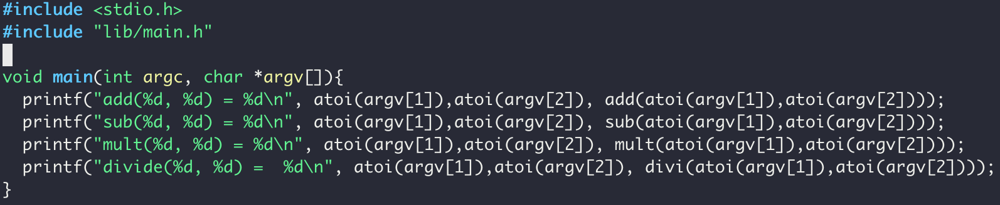 #include <stdio.h>
#include "lib/main.h"
void main(int argc, char *argv[]){
  printf("add(%d, %d) = %d\n", atoi(argv[1]),atoi(argv[2]), add(atoi(argv[1]),atoi(argv[2])));
  printf("sub(%d, %d) = %d\n", atoi(argv[1]),atoi(argv[2]), sub(atoi(argv[1]),atoi(argv[2])));
  printf("mult(%d, %d) = %d\n", atoi(argv[1]),atoi(argv[2]), mult(atoi(argv[1]),atoi(argv[2])));
  printf("divide(%d, %d) =  %d\n", atoi(argv[1]),atoi(argv[2]), divi(atoi(argv[1]),atoi(argv[2])));
}